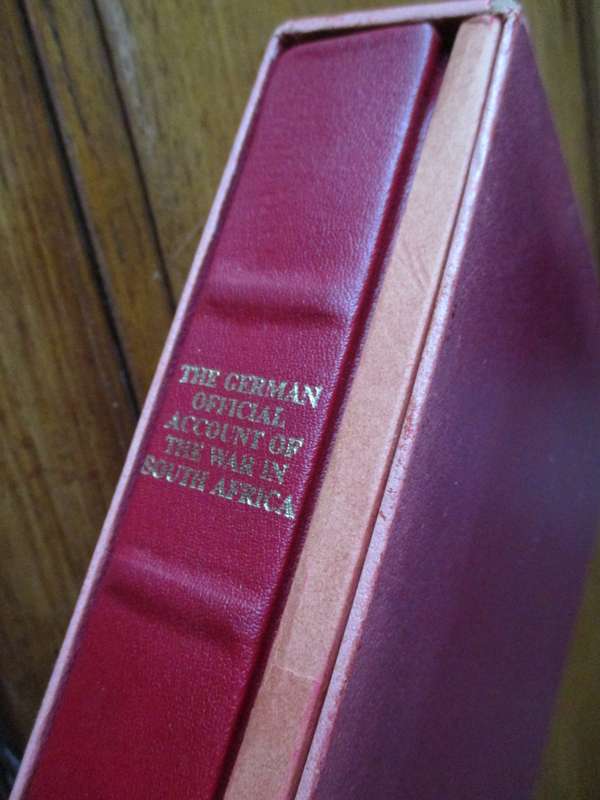 THE GERMAN
OFFICIAL
ACCOUNT OF
THE WAR IN
SOUTH AFRICA